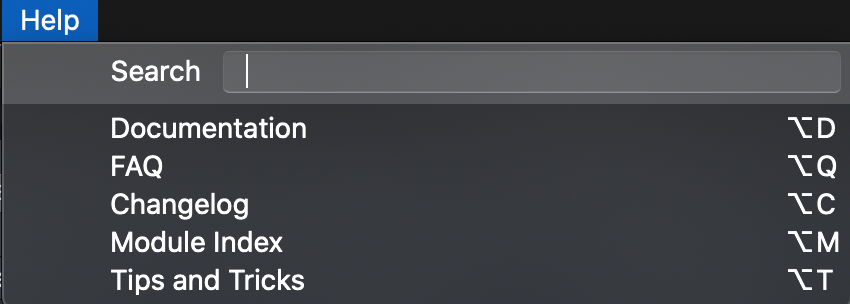 Help
Search
Documentation ⌥D
FAQ ⌥Q
Changelog ⌥C
Module Index ⌥M
Tips and Tricks ⌥T